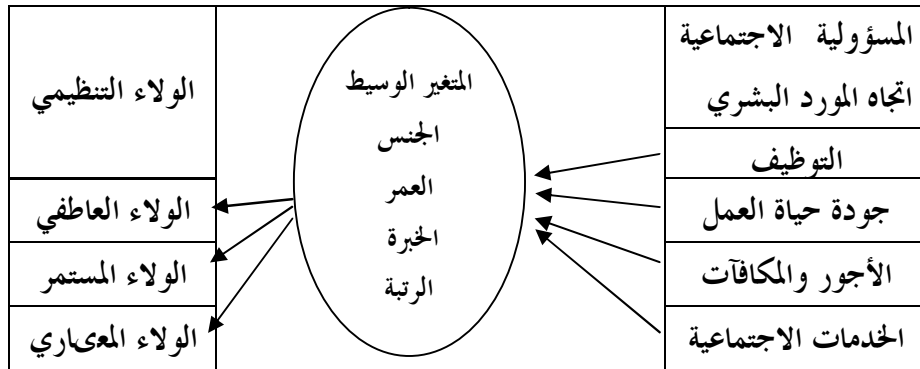 المسؤولية الاجتماعية
اتجاه المورد البشري
التوظيف
جودة حياة العمل
الأجور والمكافآت
الخدمات الاجتماعية
المتغير الوسيط
الجنس
العمر
الخبرة
الرتبة
الولاء التنظيمي
الولاء العاطفي
الولاء المستمر
الولاء المعياري